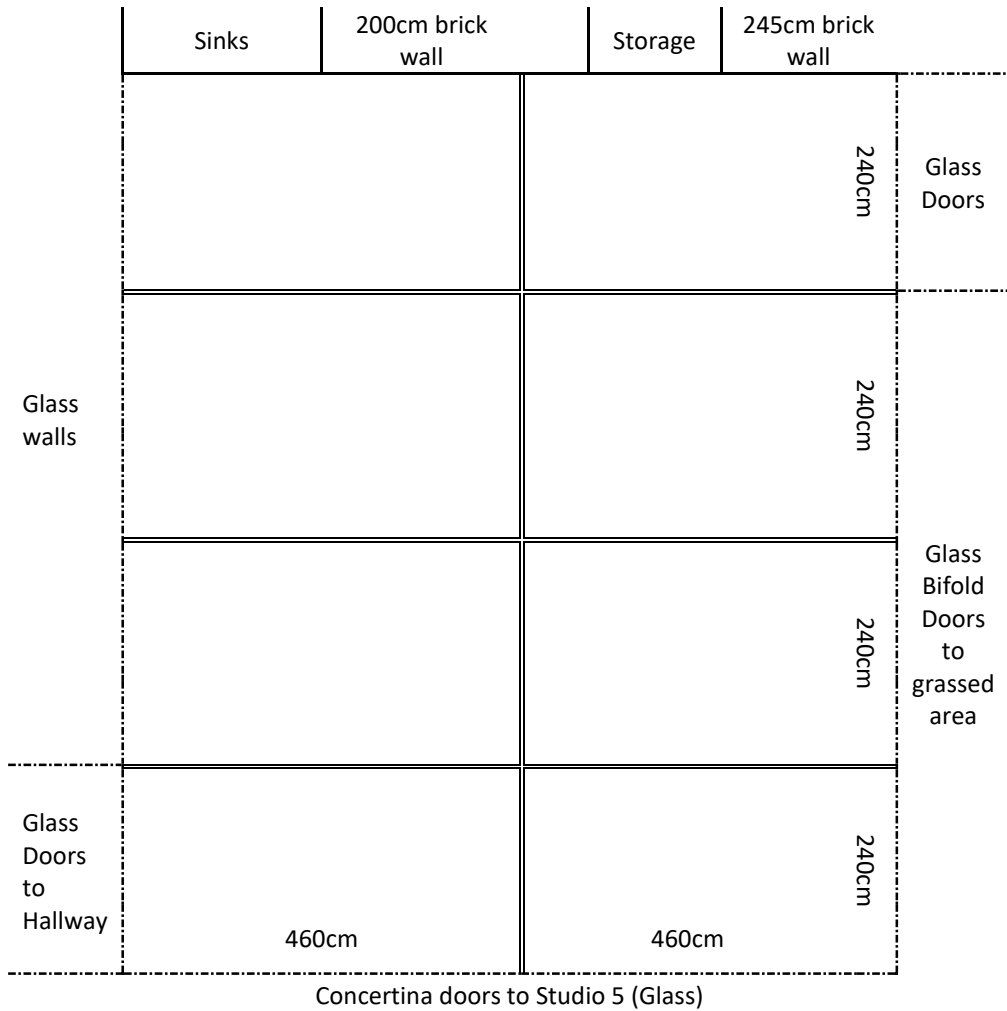 Sinks
200cm brick
wall
Storage
245cm brick
wall
240cm
Glass
Doors
Glass
walls
240cm
240cm
Glass
Bifold
Doors
to
grassed
area
Glass
Doors
to
Hallway
240cm
460cm
460cm
Concertina doors to Studio 5 (Glass)